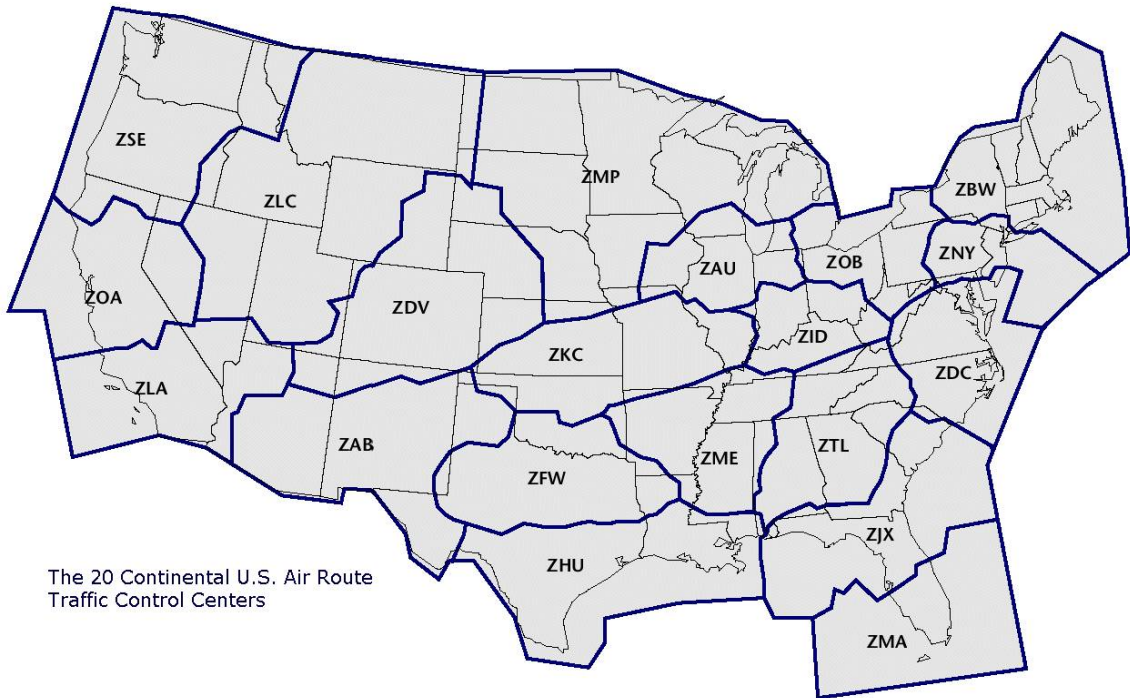 ZSE
ZLC
ZMP
ZBW
ZOA
ZDV
ZAU
ZOB
ZNY
ZKC
ZID
ZDC
ZLA
ZAB
ZFW
ZME
ZTL
ZJX
ZHU
ZMA
The 20 Continental U.S. Air Route
Traffic Control Centers